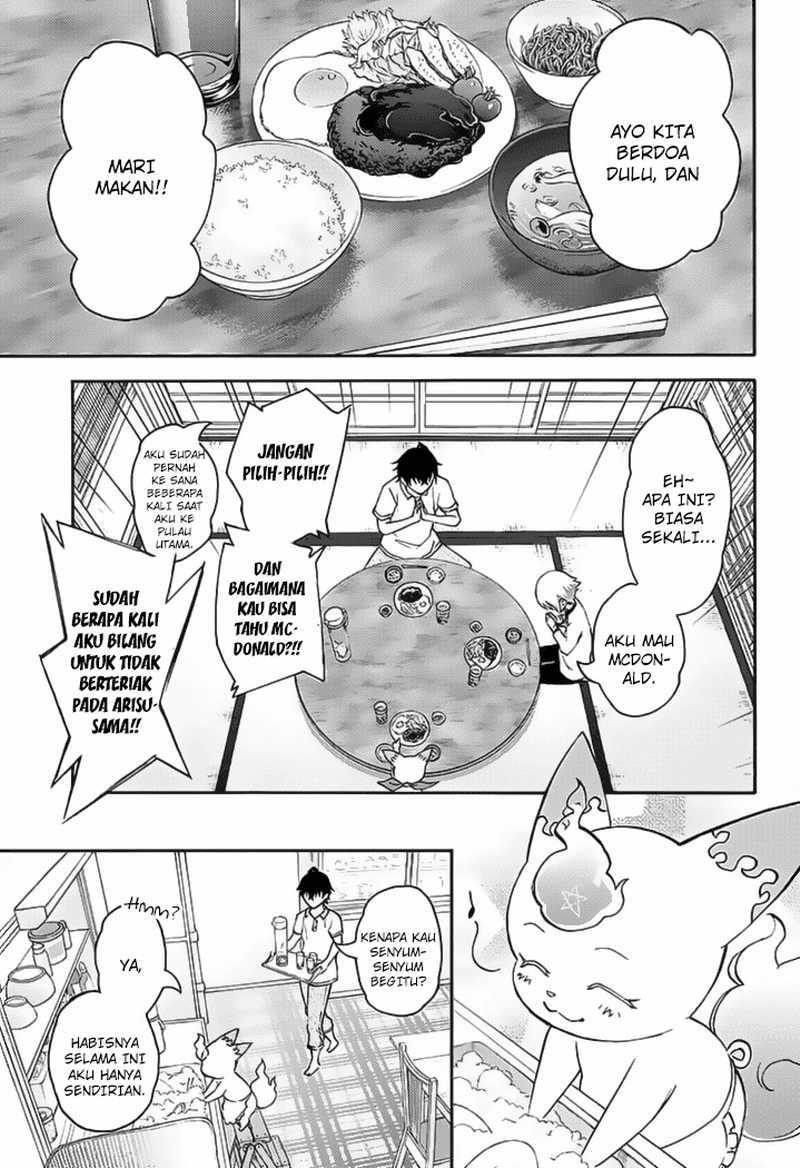 AYO KITA
BERDOA
DULU, DAN
MARI
MAKAN!!
EH~
APA INI?
BIASA
SEKALI...
AKU MAU
MCDON-
ALD.
JANGAN
PILIH-PILIH!!
DAN
BAGAIMANA
KAU BISA
TAHU MC-
DONALD?!!
AKU SUDAH
PERNAH
KE SANA
BEBERAPA
KALI SAAT
AKU KE
PULAU
UTAMA.
SUDAH
BERAPA KALI
AKU BILANG
UNTUK TIDAK
BERTERIAK
PADA ARISU-
SAMA!!
KENAPA KAU
SENYUM-
SENYUM
BEGITU?
Hmm?
YA,
HABISNYA
SELAMA INI
AKU HANYA
SENDIRIAN.